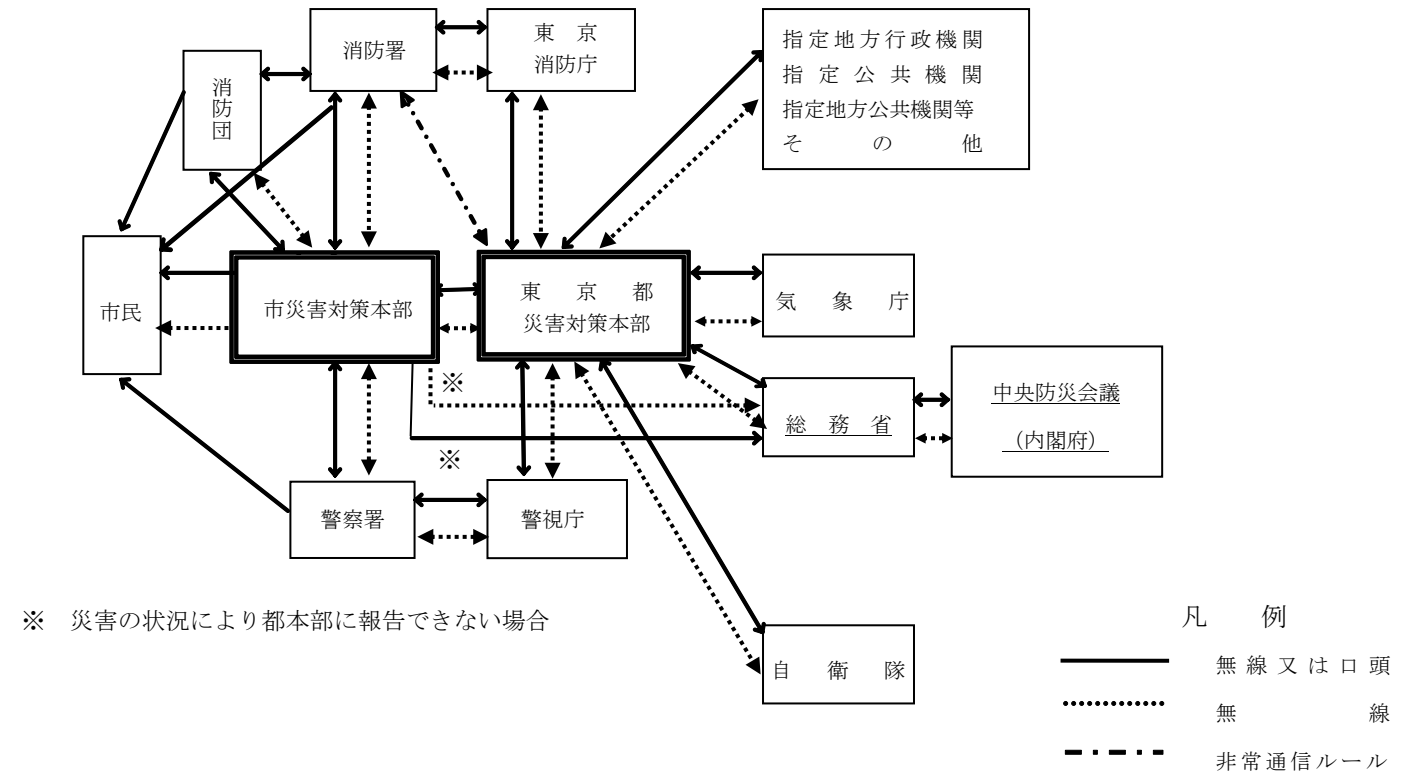 消防署
東京
消防庁
指定地方行政機関
指定公共機関
指定地方公共機関等
その他
消防団
市民
市災害対策本部
東京都
災害対策本部
気象庁
※
総務省
中央防災会議
（内閣府）
※
警察署
警視庁
自衛隊
※ 災害の状況により都本部に報告できない場合
凡例
無線又は口頭
無線
非常通信ルール